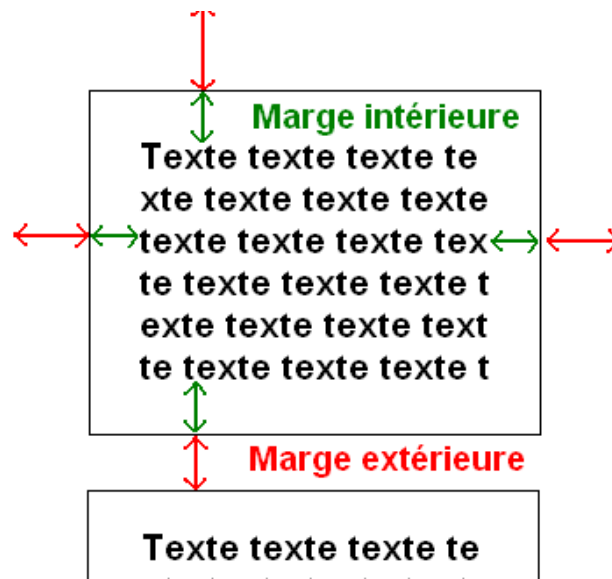 Marge intérieure
Texte texte texte te
xte texte texte texte
texte texte texte tex
te texte texte texte t
exte texte texte text
te texte texte texte t
Marge extérieure
Texte texte texte te